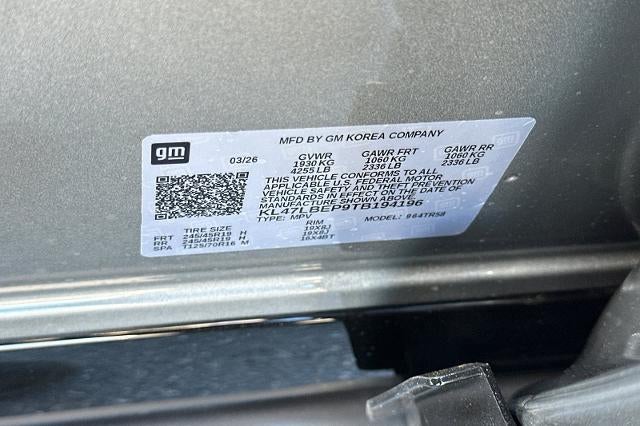 gm
MFD BY GM KOREA COMPANY
03/26
GVWR GAWR FRT GAWR RR
1930 KG 1060 KG 1060 KG
4255 LB 2336 LB 2336 LB
THIS VEHICLE CONFORMS TO ALL
APPLICABLE U.S. FEDERAL MOTOR
VEHICLE SAFETY AND THEFT PREVENTION
STANDARDS IN EFFECT ON THE DATE OF
MANUFACTURE SHOWN ABOVE.
KL47LBEP9TB194196
TYPE: MPV MODEL: 964TR58
TIRE SIZE RIM
FRT 245/45R19 H 19X8J
RR 245/45R19 H 19X8J
SPA T125/70R16 M 16X4BT